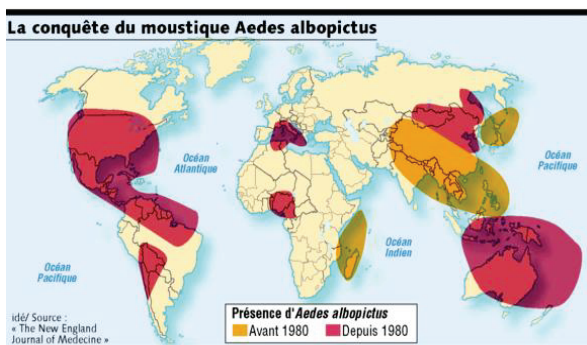 La conquête du moustique Aedes albopictus
Océan
Atlantique
Océan
Pacifique
Océan
Indien
Océan
Pacifique
idé/ Source :
« The New England
Journal of Medecine »
Présence d'Aedes albopictus
Avant 1980
Depuis 1980